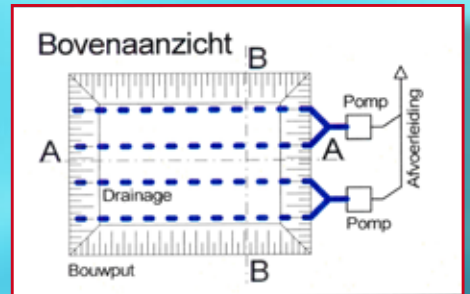 Bovenaanzicht
B
Pomp
A
A
Afvoerleiding
Drainage
Pomp
Bouwput
B